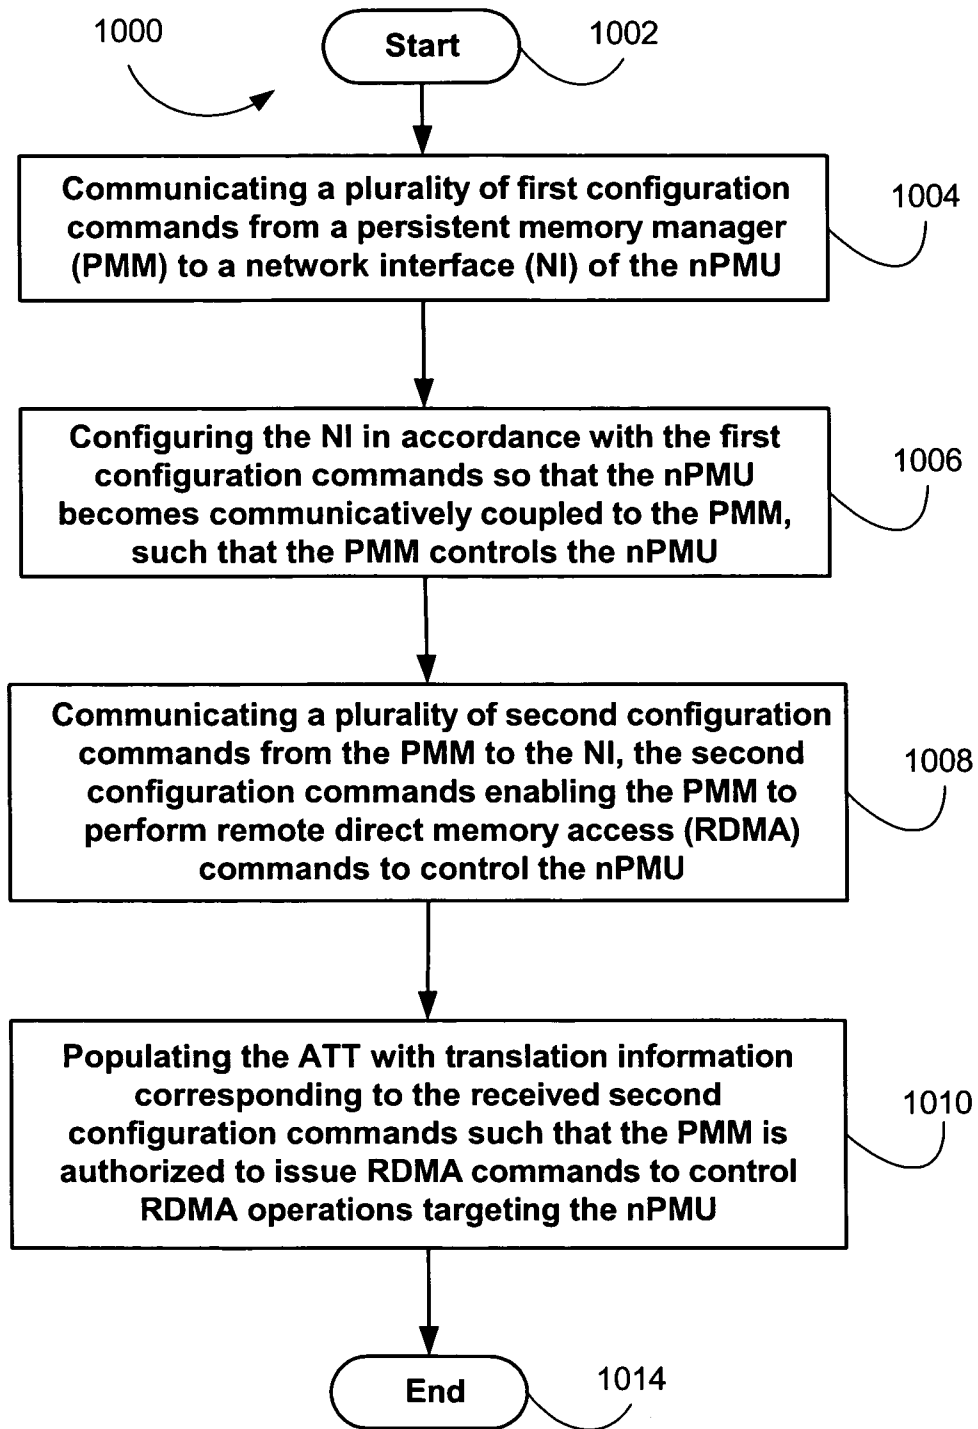 1000
Start
1002
Communicating a plurality of first configuration
commands from a persistent memory manager
(PMM) to a network interface (NI) of the nPMU
1004
Configuring the NI in accordance with the first
configuration commands so that the nPMU
becomes communicatively coupled to the PMM,
such that the PMM controls the nPMU
1006
Communicating a plurality of second configuration
commands from the PMM to the NI, the second
configuration commands enabling the PMM to
perform remote direct memory access (RDMA)
commands to control the nPMU
1008
Populating the ATT with translation information
corresponding to the received second
configuration commands such that the PMM is
authorized to issue RDMA commands to control
RDMA operations targeting the nPMU
1010
End
1014